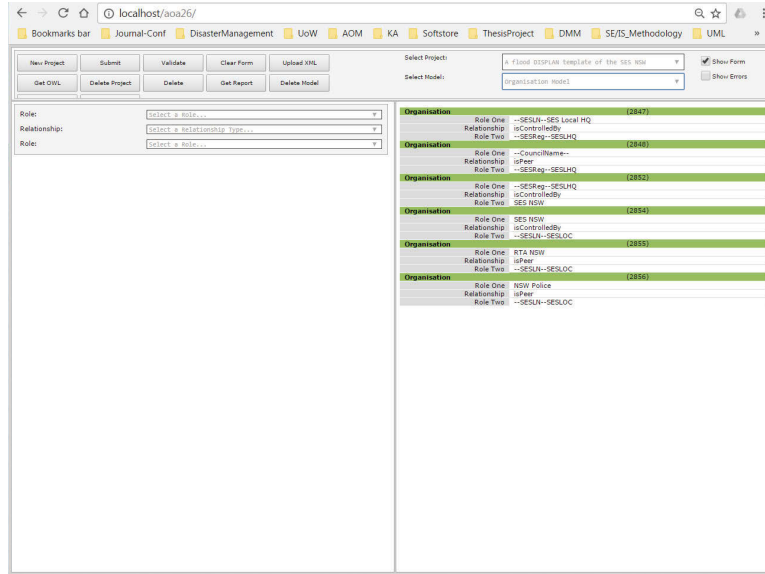 localhost/aoa26/
Bookmarks bar Journal-Conf DisasterManagement UoW AOM KA Softstore ThesisProject DMM SE/IS_Methodology UML »
New Project Submit Validate Clear Form Upload XML
Get OWL Delete Project Delete Get Report Delete Model
Select Project: A flood DISPLAN template of the SES NSW
Select Model: Organisation Model
Show Form
Show Errors
Role: Select a Role...
Relationship: Select a Relationship Type...
Role: Select a Role...
Organisation (2847)
Role One --SESLN--SES Local HQ
Relationship isControlledBy
Role Two --SESReg--SESLHQ
Organisation (2848)
Role One --CouncilName--
Relationship isPeer
Role Two --SESReg--SESLHQ
Organisation (2852)
Role One --SESReg--SESLHQ
Relationship isControlledBy
Role Two SES NSW
Organisation (2854)
Role One SES NSW
Relationship isControlledBy
Role Two --SESLN--SESLOC
Organisation (2855)
Role One RTA NSW
Relationship isPeer
Role Two --SESLN--SESLOC
Organisation (2856)
Role One NSW Police
Relationship isPeer
Role Two --SESLN--SESLOC